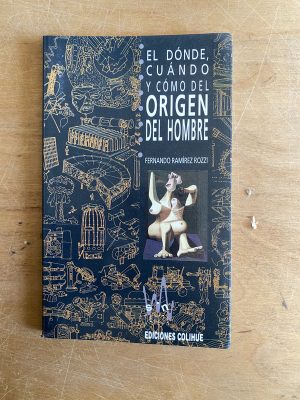 EL DÓNDE,
CUÁNDO
Y CÓMO DEL
ORIGEN
DEL HOMBRE
FERNANDO RAMÍREZ ROZZI
EDICIONES COLIHUE